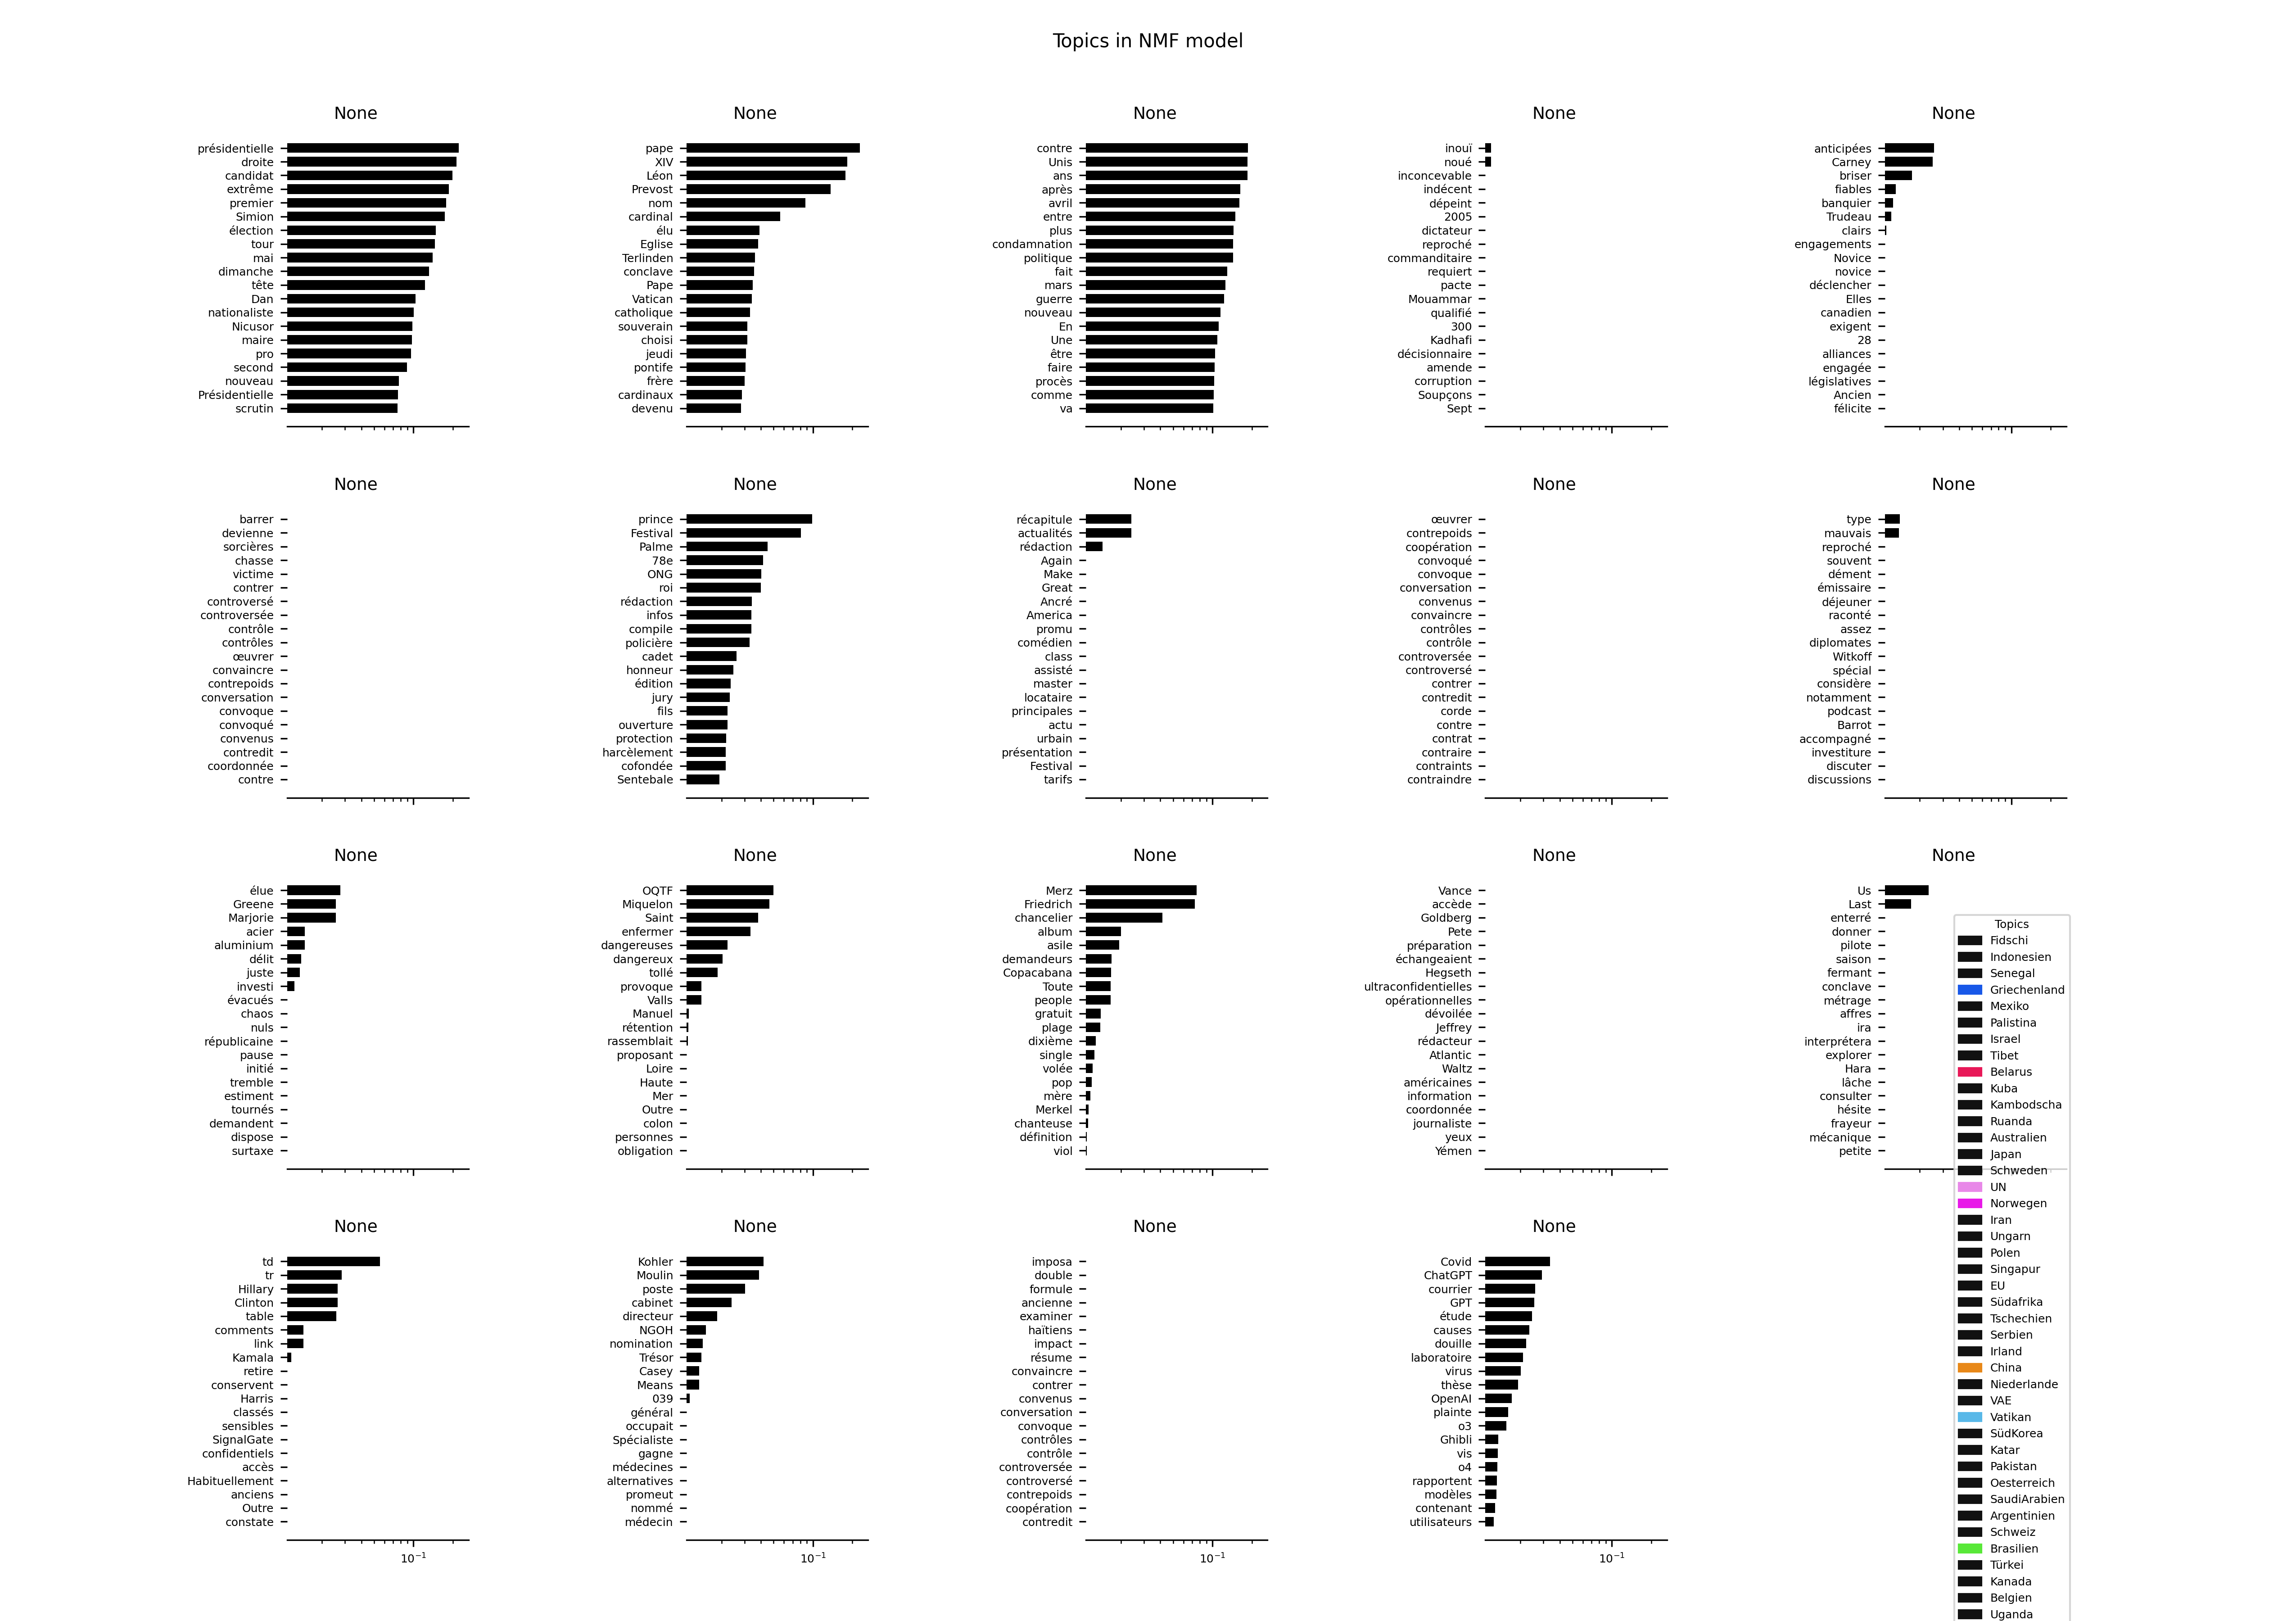 Topics in NMF model
None
présidentielle
droite
candidat
extrême
premier
Simion
élection
tour
mai
dimanche
tête
Dan
nationaliste
Nicusor
maire
pro
second
nouveau
Présidentielle
scrutin
None
pape
XIV
Léon
Prevost
nom
cardinal
élu
Eglise
Terlinden
conclave
Pape
Vatican
catholique
souverain
choisi
jeudi
pontife
frère
cardinaux
devenu
None
contre
Unis
ans
après
avril
entre
plus
condamnation
politique
fait
mars
guerre
nouveau
En
Une
être
faire
procès
comme
va
None
inouï
noué
inconcevable
indécent
dépeint
2005
dictateur
reproché
commanditaire
requiert
pacte
Mouammar
qualifié
300
Kadhafi
décisionnaire
amende
corruption
Soupçons
Sept
None
anticipées
Carney
briser
fiables
banquier
Trudeau
clairs
engagements
Novice
novice
déclencher
Elles
canadien
exigent
28
alliances
engagée
législatives
Ancien
félicite
None
barrer
devienne
sorcières
chasse
victime
contrer
controversé
controversée
contrôle
contrôles
œuvrer
convaincre
contrepoids
conversation
convoque
convoqué
convenus
contredit
coordonnée
contre
None
prince
Festival
Palme
78e
ONG
roi
rédaction
infos
compile
policière
cadet
honneur
édition
jury
fils
ouverture
protection
harcèlement
cofondée
Sentebale
None
récapitule
actualités
rédaction
Again
Make
Great
Ancré
America
promu
comédien
class
assisté
master
locataire
principales
actu
urbain
présentation
Festival
tarifs
None
œuvrer
contrepoids
coopération
convoqué
convoque
conversation
convenus
convaincre
contrôles
contrôle
controversée
controversé
contrer
contredit
corde
contre
contrat
contraire
contraints
contraindre
None
type
mauvais
reproché
souvent
dément
émissaire
déjeuner
raconté
assez
diplomates
Witkoff
spécial
considère
notamment
podcast
Barrot
accompagné
investiture
discuter
discussions
None
élue
Greene
Marjorie
acier
aluminium
délit
juste
investi
évacués
chaos
nuls
républicaine
pause
initié
tremble
estiment
tournés
demandent
dispose
surtaxe
None
OQTF
Miquelon
Saint
enfermer
dangereuses
dangereux
tollé
provoque
Valls
Manuel
rétention
rassemblait
proposant
Loire
Haute
Mer
Outre
colon
personnes
obligation
None
Merz
Friedrich
chancelier
album
asile
demandeurs
Copacabana
Toute
people
gratuit
plage
dixième
single
volée
pop
mère
Merkel
chanteuse
définition
viol
None
Vance
accède
Goldberg
Pete
préparation
échangeaient
Hegseth
ultraconfidentielles
opérationnelles
dévoilée
Jeffrey
rédacteur
Atlantic
Waltz
américaines
information
coordonnée
journaliste
yeux
Yémen
None
Us
Last
enterré
donner
pilote
saison
fermant
conclave
métrage
affres
ira
interprétera
explorer
Hara
lâche
consulter
hésite
frayeur
mécanique
petite
None
td
tr
Hillary
Clinton
table
comments
link
Kamala
retire
conservent
Harris
classés
sensibles
SignalGate
confidentiels
accès
Habituellement
anciens
Outre
constate
10⁻¹
None
Kohler
Moulin
poste
cabinet
directeur
NGOH
nomination
Trésor
Casey
Means
039
général
occupait
Spécialiste
gagne
médecines
alternatives
promeut
nommé
médecin
10⁻¹
None
imposa
double
formule
ancienne
examiner
haïtiens
impact
résume
convaincre
contrer
convenus
conversation
convoque
contrôles
contrôle
controversée
controversé
contrepoids
coopération
contredit
10⁻¹
None
Covid
ChatGPT
courrier
GPT
étude
causes
douille
laboratoire
virus
thèse
OpenAI
plainte
o3
Ghibli
vis
o4
rapportent
modèles
contenant
utilisateurs
10⁻¹
Topics
Fidschi
Indonesien
Senegal
Griechenland
Mexiko
Palistina
Israel
Tibet
Belarus
Kuba
Kambodscha
Ruanda
Australien
Japan
Schweden
UN
Norwegen
Iran
Ungarn
Polen
Singapur
EU
Südafrika
Tschechien
Serbien
Irland
China
Niederlande
VAE
Vatikan
SüdKorea
Katar
Pakistan
Oesterreich
SaudiArabien
Argentinien
Schweiz
Brasilien
Türkei
Kanada
Belgien
Uganda